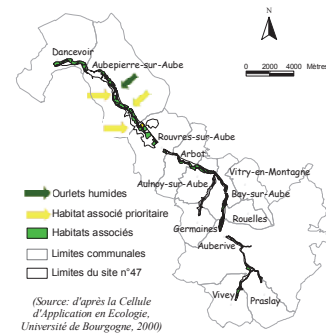 N
Dancevoir
Aubepierre-sur-Aube
0 2000 4000 Mètres
Rouvres-sur-Aube
Arbot
Vitry-en-Montagne
Aulnoy-sur-Aube
Bay-sur-Aube
Rouelles
Germaines
Auberive
Vivey
Praslay
Ourlets humides
Habitat associé prioritaire
Habitats associés
Limites communales
Limites du site n°47
(Source: d'après la Cellule
d'Application en Ecologie,
Université de Bourgogne, 2000)